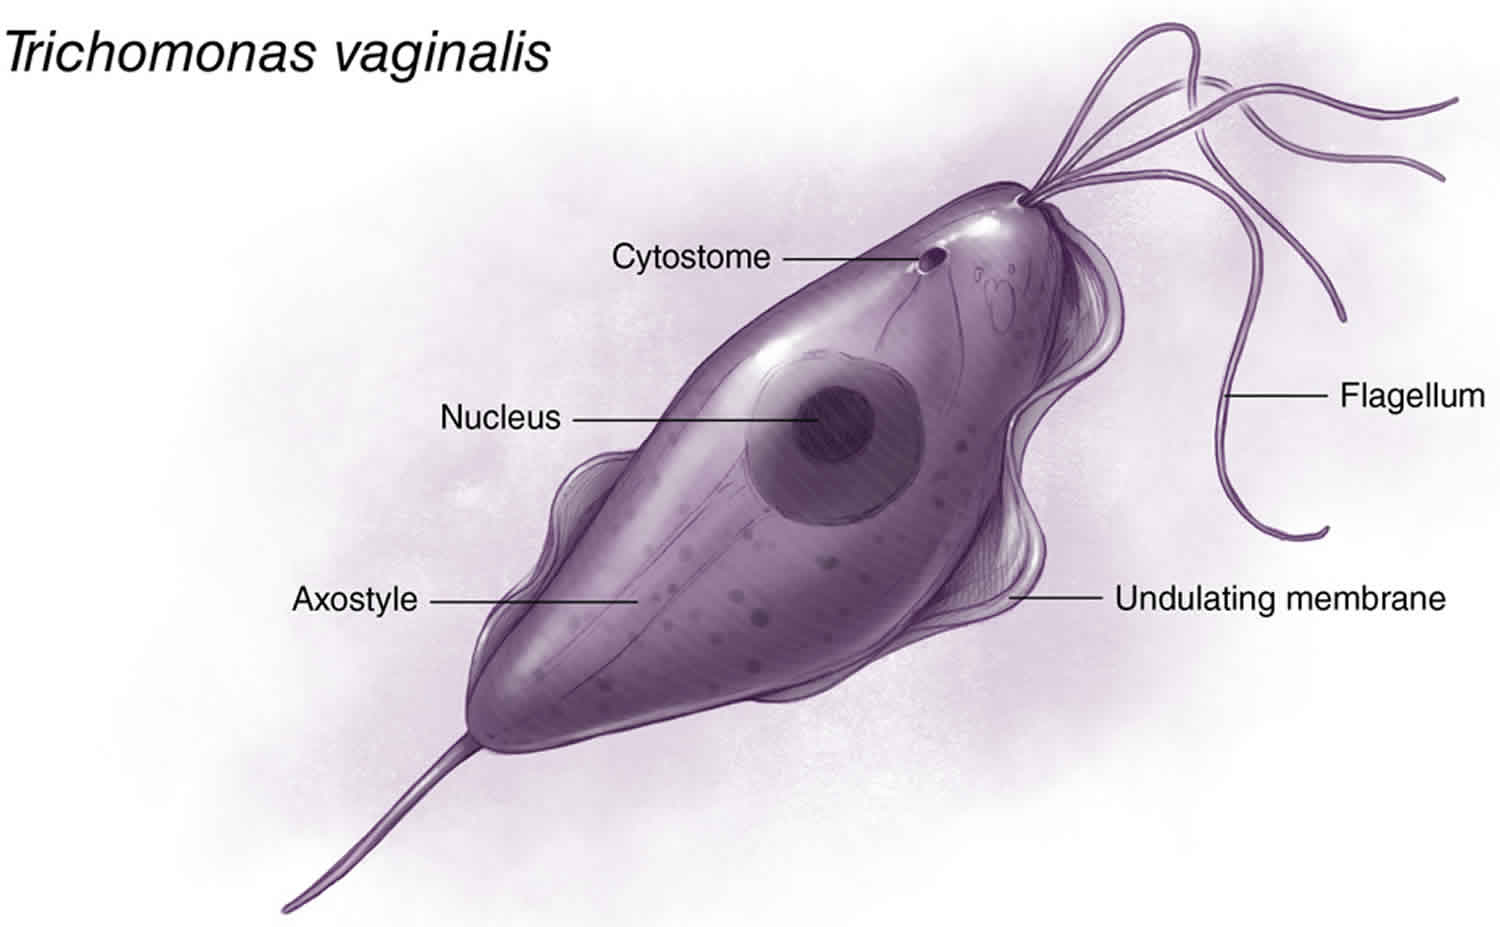 Trichomonas vaginalis
Cytostome
Nucleus
Flagellum
Axostyle
Undulating membrane